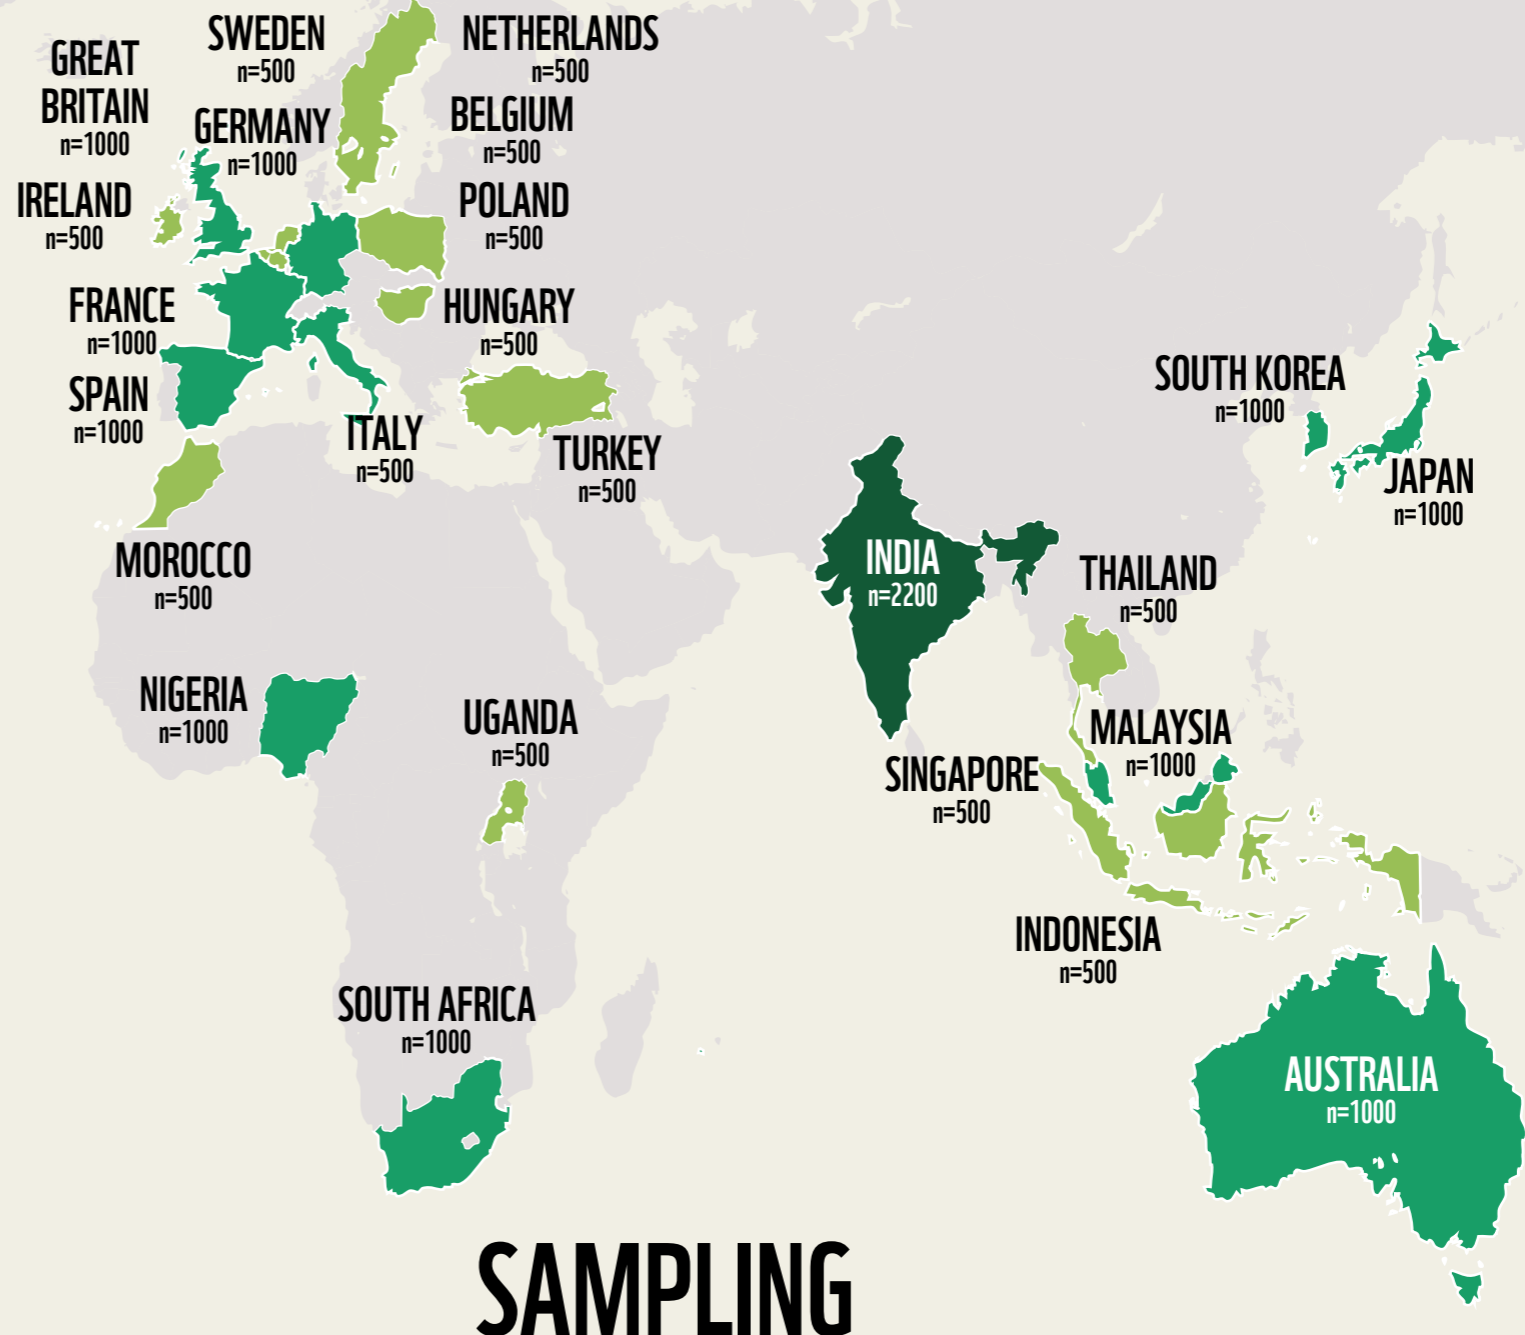 SWEDEN
n=500
NETHERLANDS
n=500
GREAT
BRITAIN
n=1000
GERMANY
n=1000
BELGIUM
n=500
IRELAND
n=500
POLAND
n=500
FRANCE
n=1000
HUNGARY
n=500
SPAIN
n=1000
ITALY
n=500
TURKEY
n=500
SOUTH KOREA
n=1000
JAPAN
n=1000
MOROCCO
n=500
INDIA
n=2200
THAILAND
n=500
NIGERIA
n=1000
UGANDA
n=500
MALAYSIA
n=1000
SINGAPORE
n=500
INDONESIA
n=500
SOUTH AFRICA
n=1000
AUSTRALIA
n=1000
SAMPLING